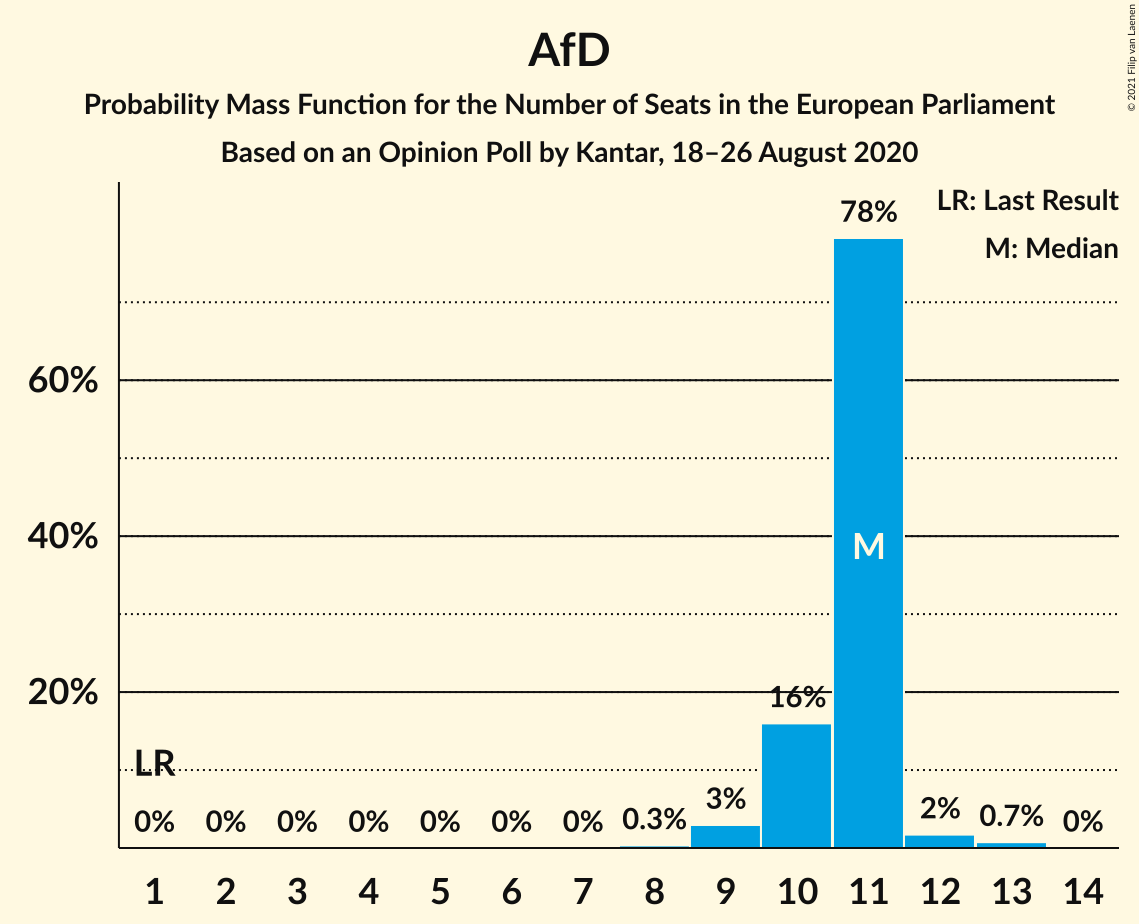 AfD
Probability Mass Function for the Number of Seats in the European Parliament
Based on an Opinion Poll by Kantar, 18–26 August 2020
© 2021 Filip van Laenen
LR: Last Result
M: Median
78%
60%
40%
M
20%
16%
LR
0% 0% 0% 0% 0% 0% 0% 0.3% 3% 2% 0.7% 0%
1 2 3 4 5 6 7 8 9 10 11 12 13 14